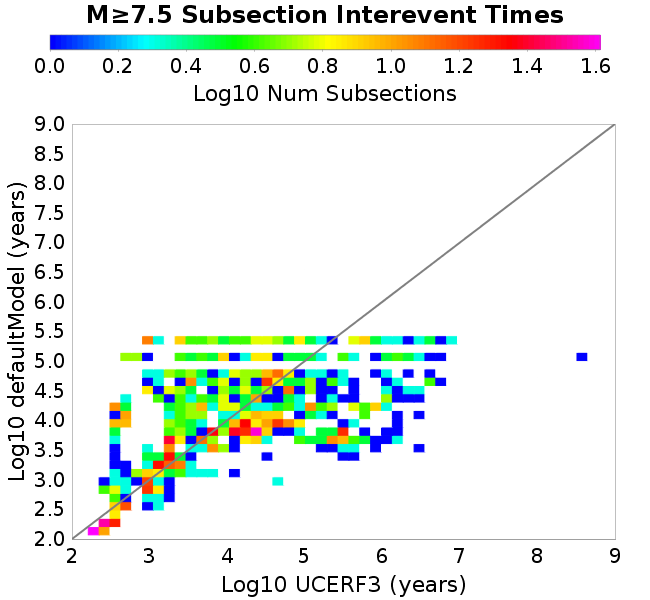 M≥7.5 Subsection Interevent Times
0.0 0.2 0.4 0.6 0.8 1.0 1.2 1.4 1.6
Log10 Num Subsections
Log10 defaultModel (years)
9.0
8.5
8.0
7.5
7.0
6.5
6.0
5.5
5.0
4.5
4.0
3.5
3.0
2.5
2.0
2 3 4 5 6 7 8 9
Log10 UCERF3 (years)